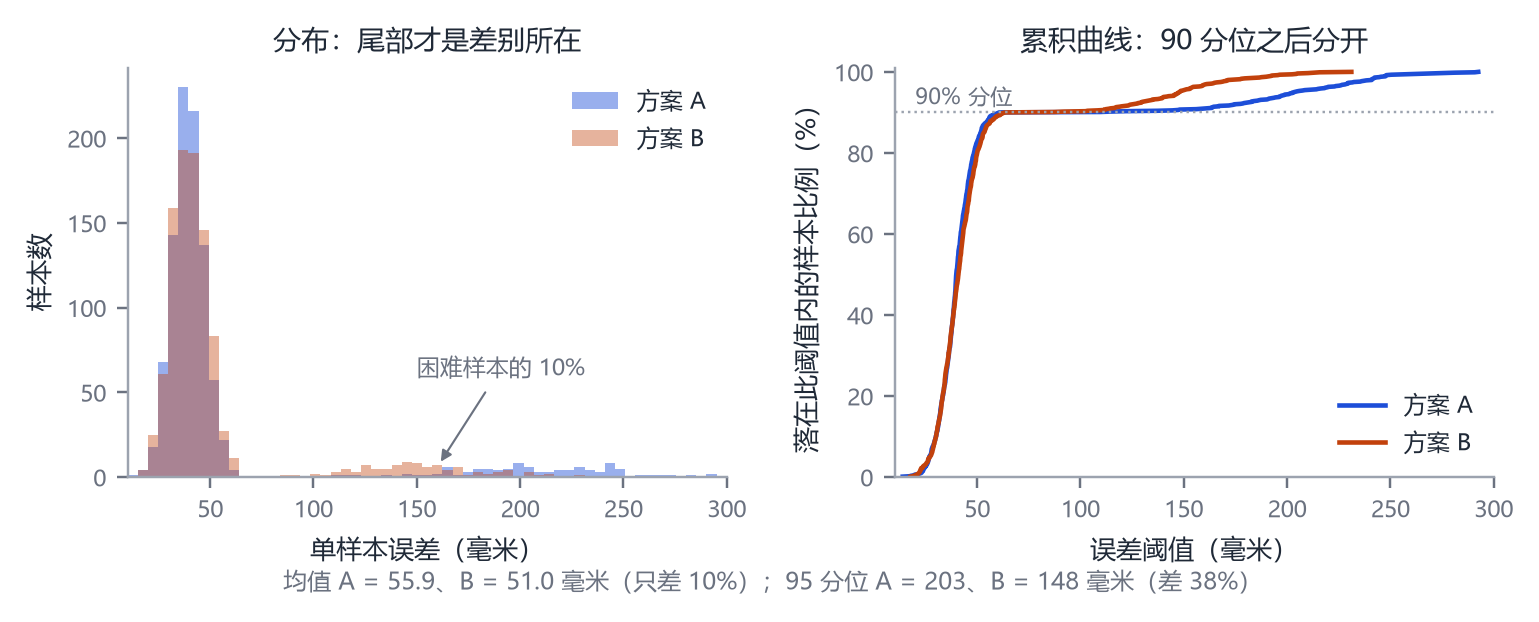 分布：尾部才是差别所在
方案 A
方案 B
困难样本的 10%
样本数
200
150
100
50
0
50
100
150
200
250
300
单样本误差（毫米）
累积曲线：90 分位之后分开
90% 分位
落在此阈值内的样本比例（%）
100
80
60
40
20
0
方案 A
方案 B
50
100
150
200
250
300
误差阈值（毫米）
均值 A = 55.9、B = 51.0 毫米（只差 10%）；95 分位 A = 203、B = 148 毫米（差 38%）